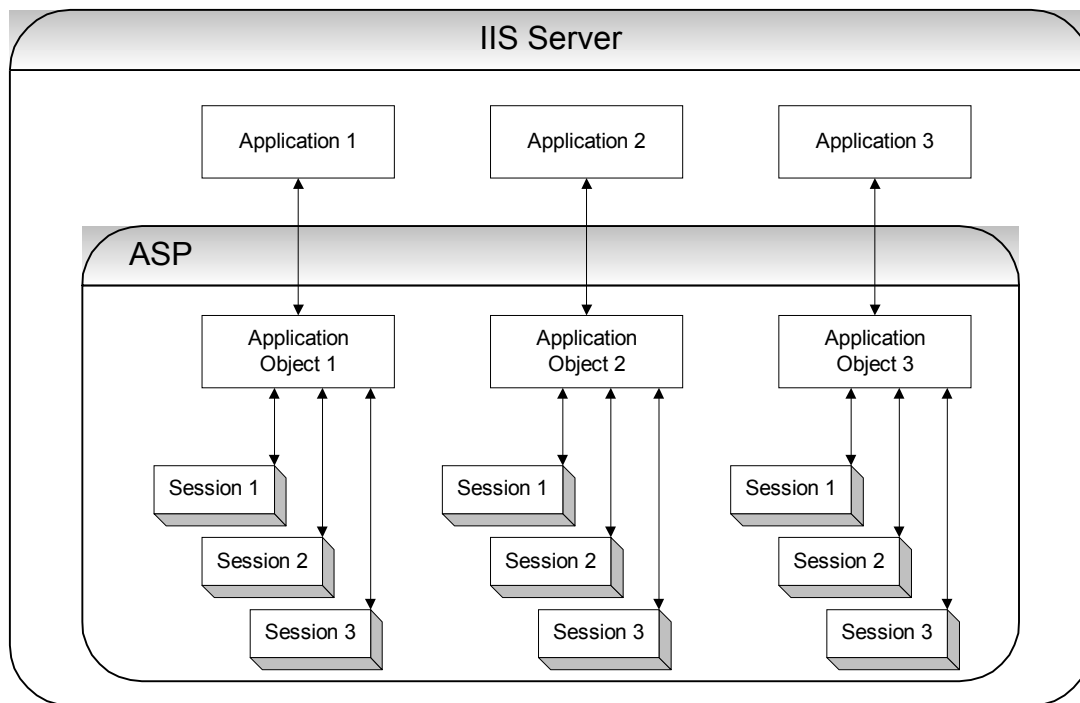 IIS Server
Application 1
Application 2
Application 3
ASP
Application
Object 1
Application
Object 2
Application
Object 3
Session 1
Session 1
Session 1
Session 2
Session 2
Session 2
Session 3
Session 3
Session 3